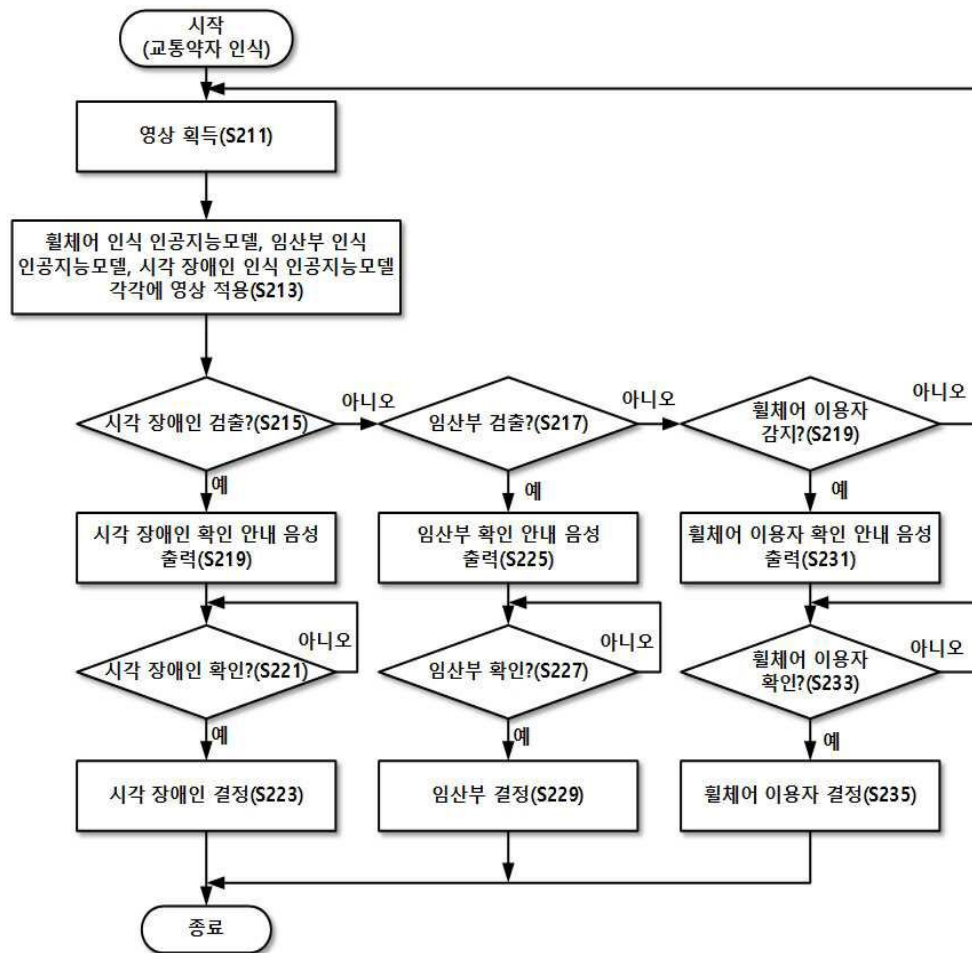 시작
(교통약자 인식)
영상 획득(S211)
휠체어 인식 인공지능모델, 임산부 인식
인공지능모델, 시각 장애인 인식 인공지능모델
각각에 영상 적용(S213)
시각 장애인 검출?(S215)
아니오
임산부 검출?(S217)
아니오
휠체어 이용자
감지?(S219)
아니오
예
예
예
시각 장애인 확인 안내 음성
출력(S219)
임산부 확인 안내 음성
출력(S225)
휠체어 이용자 확인 안내 음성
출력(S231)
시각 장애인 확인?(S221)
아니오
임산부 확인?(S227)
아니오
휠체어 이용자
확인?(S233)
아니오
예
예
예
시각 장애인 결정(S223)
임산부 결정(S229)
휠체어 이용자 결정(S235)
종료